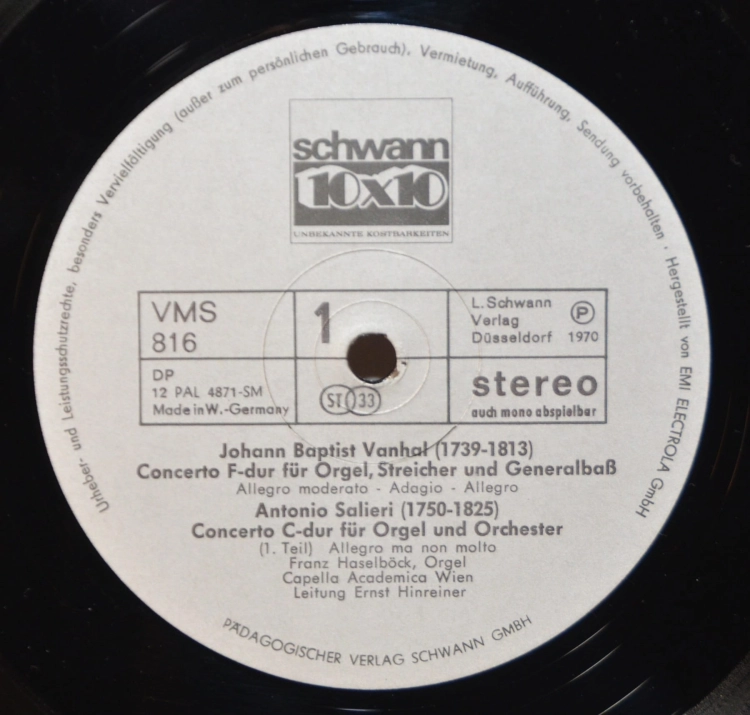 Urheber- und Leistungsschutzrechte, besonders Vervielfältigung (außer zum persönlichen Gebrauch), Vermietung, Aufführung, Sendung vorbehalten · Hergestellt von EMI ELECTROLA GmbH
schwann
10x10
UNBEKANNTE KOSTBARKEITEN
VMS
816
1
L. Schwann
Verlag
Düsseldorf
P
1970
DP
12 PAL 4871-SM
Made in W.-Germany
ST 33
stereo
auch mono abspielbar
Johann Baptist Vanhal (1739-1813)
Concerto F-dur für Orgel, Streicher und Generalbaß
Allegro moderato - Adagio - Allegro
Antonio Salieri (1750-1825)
Concerto C-dur für Orgel und Orchester
(1. Teil) Allegro ma non molto
Franz Haselböck, Orgel
Capella Academica Wien
Leitung Ernst Hinreiner
PÄDAGOGISCHER VERLAG SCHWANN GMBH